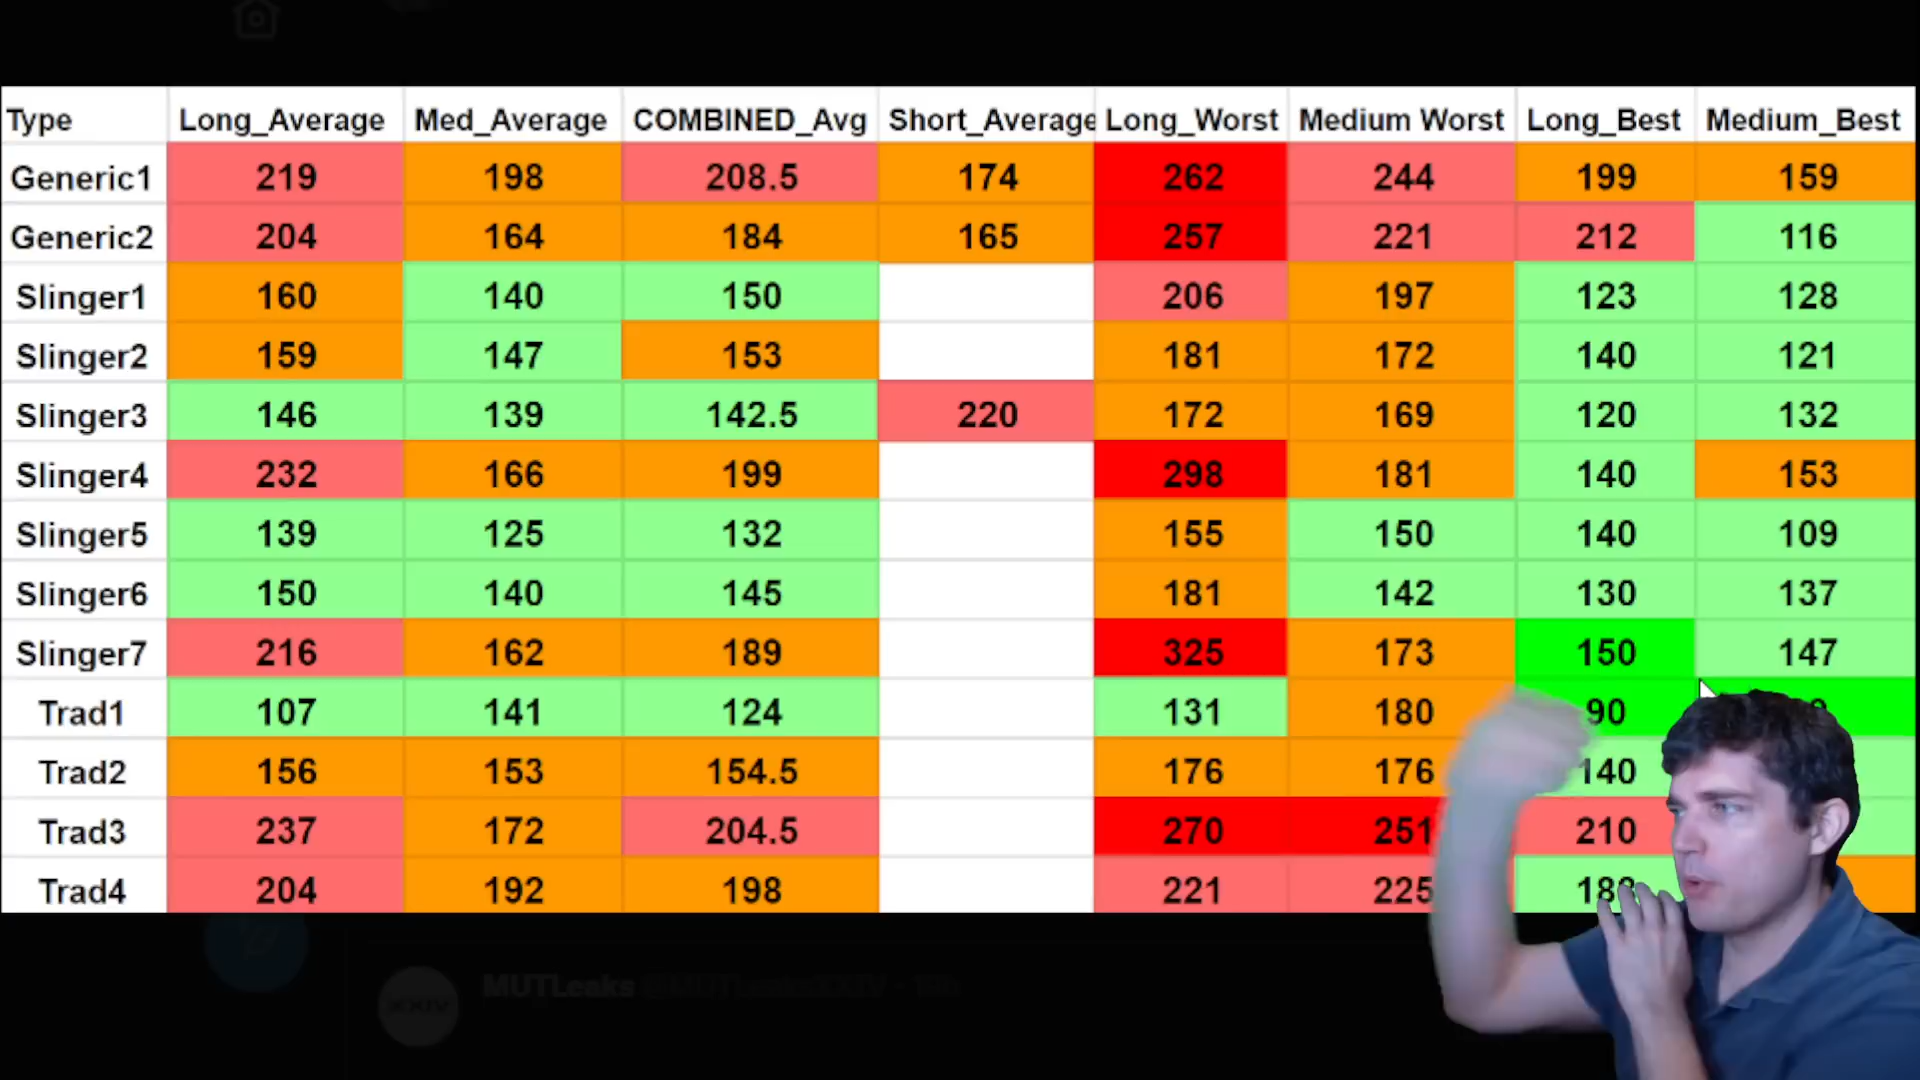 Type Long_Average Med_Average COMBINED_Avg Short_Average Long_Worst Medium Worst Long_Best Medium_Best
Generic1 219 198 208.5 174 262 244 199 159
Generic2 204 164 184 165 257 221 212 116
Slinger1 160 140 150 206 197 123 128
Slinger2 159 147 153 181 172 140 121
Slinger3 146 139 142.5 220 172 169 120 132
Slinger4 232 166 199 298 181 140 153
Slinger5 139 125 132 155 150 140 109
Slinger6 150 140 145 181 142 130 137
Slinger7 216 162 189 325 173 150 147
Trad1 107 141 124 131 180 90
Trad2 156 153 154.5 176 176 140
Trad3 237 172 204.5 270 251 210
Trad4 204 192 198 221 225
MUTLeaks